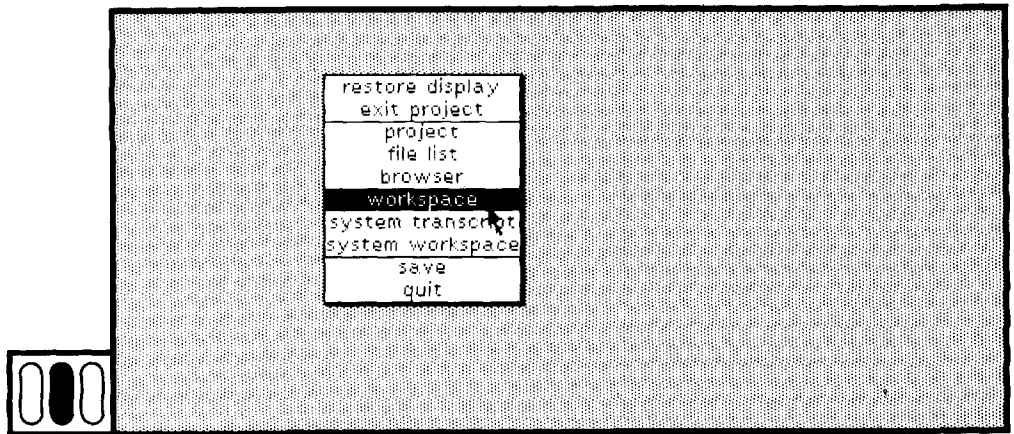 restore display
exit project
project
file list
browser
workspace
system transcript
system workspace
save
quit